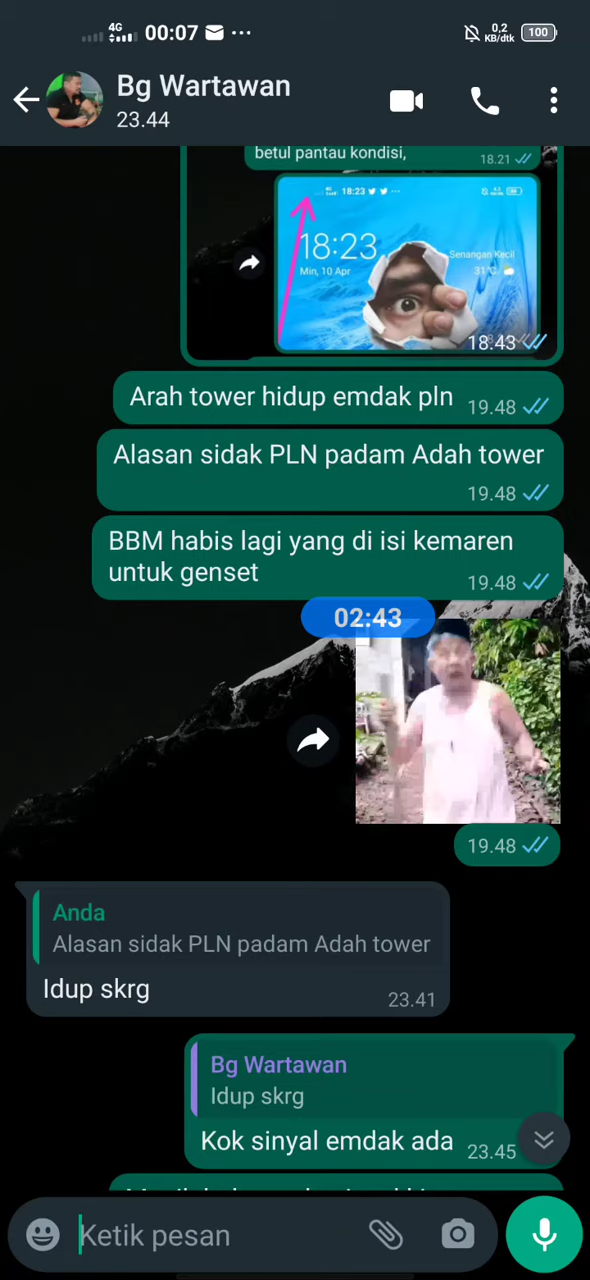 4G 00:07 ... 0,2 KB/dtk 100
Bg Wartawan
23.44
betul pantau kondisi,
18.21
18:23
18:23
Min, 10 Apr
Senangan Kecil
31°C
18.43
Arah tower hidup emdak pln
19.48
Alasan sidak PLN padam Adah tower
19.48
BBM habis lagi yang di isi kemaren
untuk genset
19.48
02:43
19.48
Anda
Alasan sidak PLN padam Adah tower
Idup skrg
23.41
Bg Wartawan
Idup skrg
Kok sinyal emdak ada
23.45
Ketik pesan